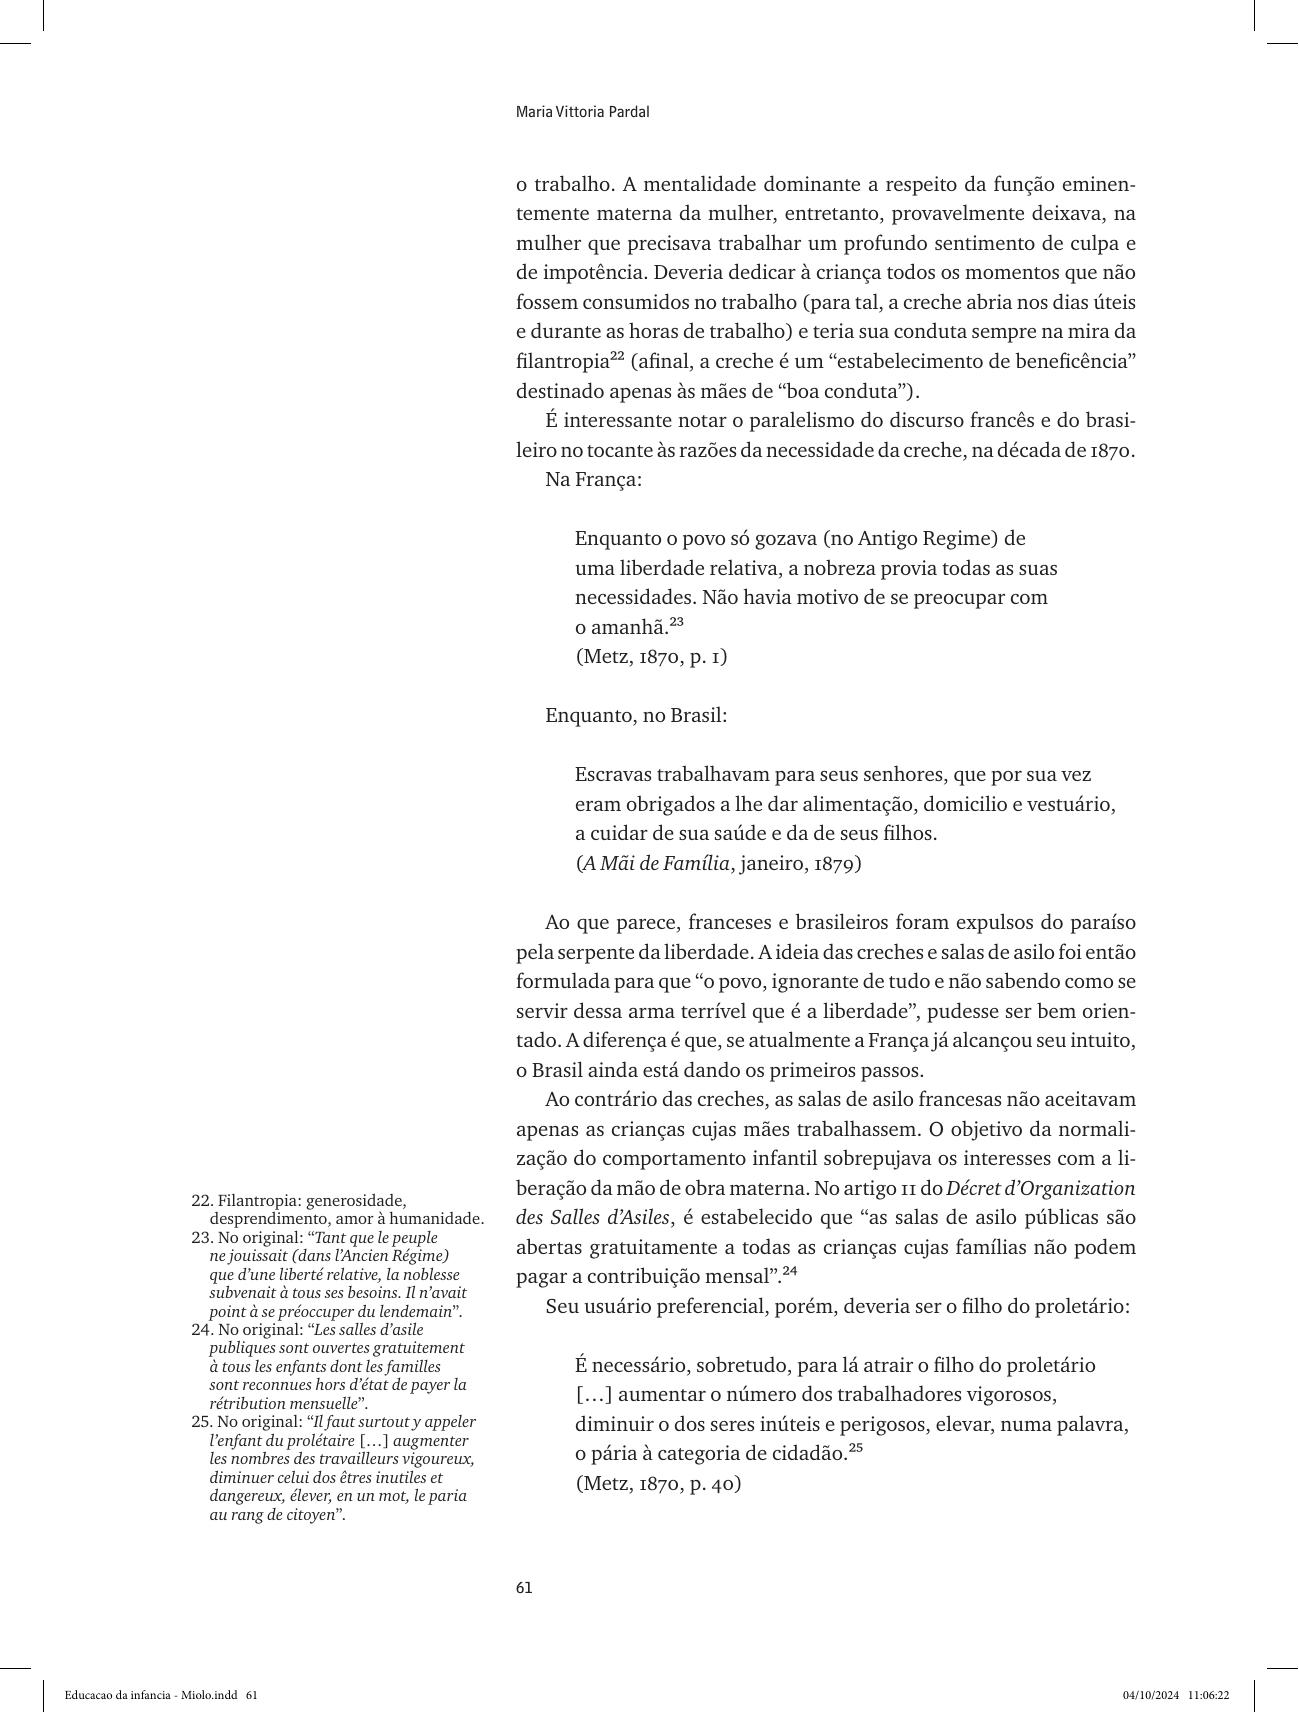 Maria Vittoria Pardal
o trabalho. A mentalidade dominante a respeito da função eminen-
temente materna da mulher, entretanto, provavelmente deixava, na
mulher que precisava trabalhar um profundo sentimento de culpa e
de impotência. Deveria dedicar à criança todos os momentos que não
fossem consumidos no trabalho (para tal, a creche abria nos dias úteis
e durante as horas de trabalho) e teria sua conduta sempre na mira da
filantropia²² (afinal, a creche é um “estabelecimento de beneficência”
destinado apenas às mães de “boa conduta”).
É interessante notar o paralelismo do discurso francês e do brasi-
leiro no tocante às razões da necessidade da creche, na década de 1870.
Na França:
Enquanto o povo só gozava (no Antigo Regime) de
uma liberdade relativa, a nobreza provia todas as suas
necessidades. Não havia motivo de se preocupar com
o amanhã.²³
(Metz, 1870, p. 1)
Enquanto, no Brasil:
Escravas trabalhavam para seus senhores, que por sua vez
eram obrigados a lhe dar alimentação, domicilio e vestuário,
a cuidar de sua saúde e da de seus filhos.
(A Mãi de Família, janeiro, 1879)
Ao que parece, franceses e brasileiros foram expulsos do paraíso
pela serpente da liberdade. A ideia das creches e salas de asilo foi então
formulada para que “o povo, ignorante de tudo e não sabendo como se
servir dessa arma terrível que é a liberdade”, pudesse ser bem orien-
tado. A diferença é que, se atualmente a França já alcançou seu intuito,
o Brasil ainda está dando os primeiros passos.
Ao contrário das creches, as salas de asilo francesas não aceitavam
apenas as crianças cujas mães trabalhassem. O objetivo da normali-
zação do comportamento infantil sobrepujava os interesses com a li-
beração da mão de obra materna. No artigo 11 do Décret d’Organization
des Salles d’Asiles, é estabelecido que “as salas de asilo públicas são
abertas gratuitamente a todas as crianças cujas famílias não podem
pagar a contribuição mensal”.²⁴
Seu usuário preferencial, porém, deveria ser o filho do proletário:
É necessário, sobretudo, para lá atrair o filho do proletário
[…] aumentar o número dos trabalhadores vigorosos,
diminuir o dos seres inúteis e perigosos, elevar, numa palavra,
o pária à categoria de cidadão.²⁵
(Metz, 1870, p. 40)
22. Filantropia: generosidade,
desprendimento, amor à humanidade.
23. No original: “Tant que le peuple
ne jouissait (dans l’Ancien Régime)
que d’une liberté relative, la noblesse
subvenait à tous ses besoins. Il n’avait
point à se préoccuper du lendemain”.
24. No original: “Les salles d’asile
publiques sont ouvertes gratuitement
à tous les enfants dont les familles
sont reconnues hors d’état de payer la
rétribution mensuelle”.
25. No original: “Il faut surtout y appeler
l’enfant du prolétaire […] augmenter
les nombres des travailleurs vigoureux,
diminuer celui dos êtres inutiles et
dangereux, élever, en un mot, le paria
au rang de citoyen”.
61
Educacao da infancia - Miolo.indd 61
04/10/2024 11:06:22